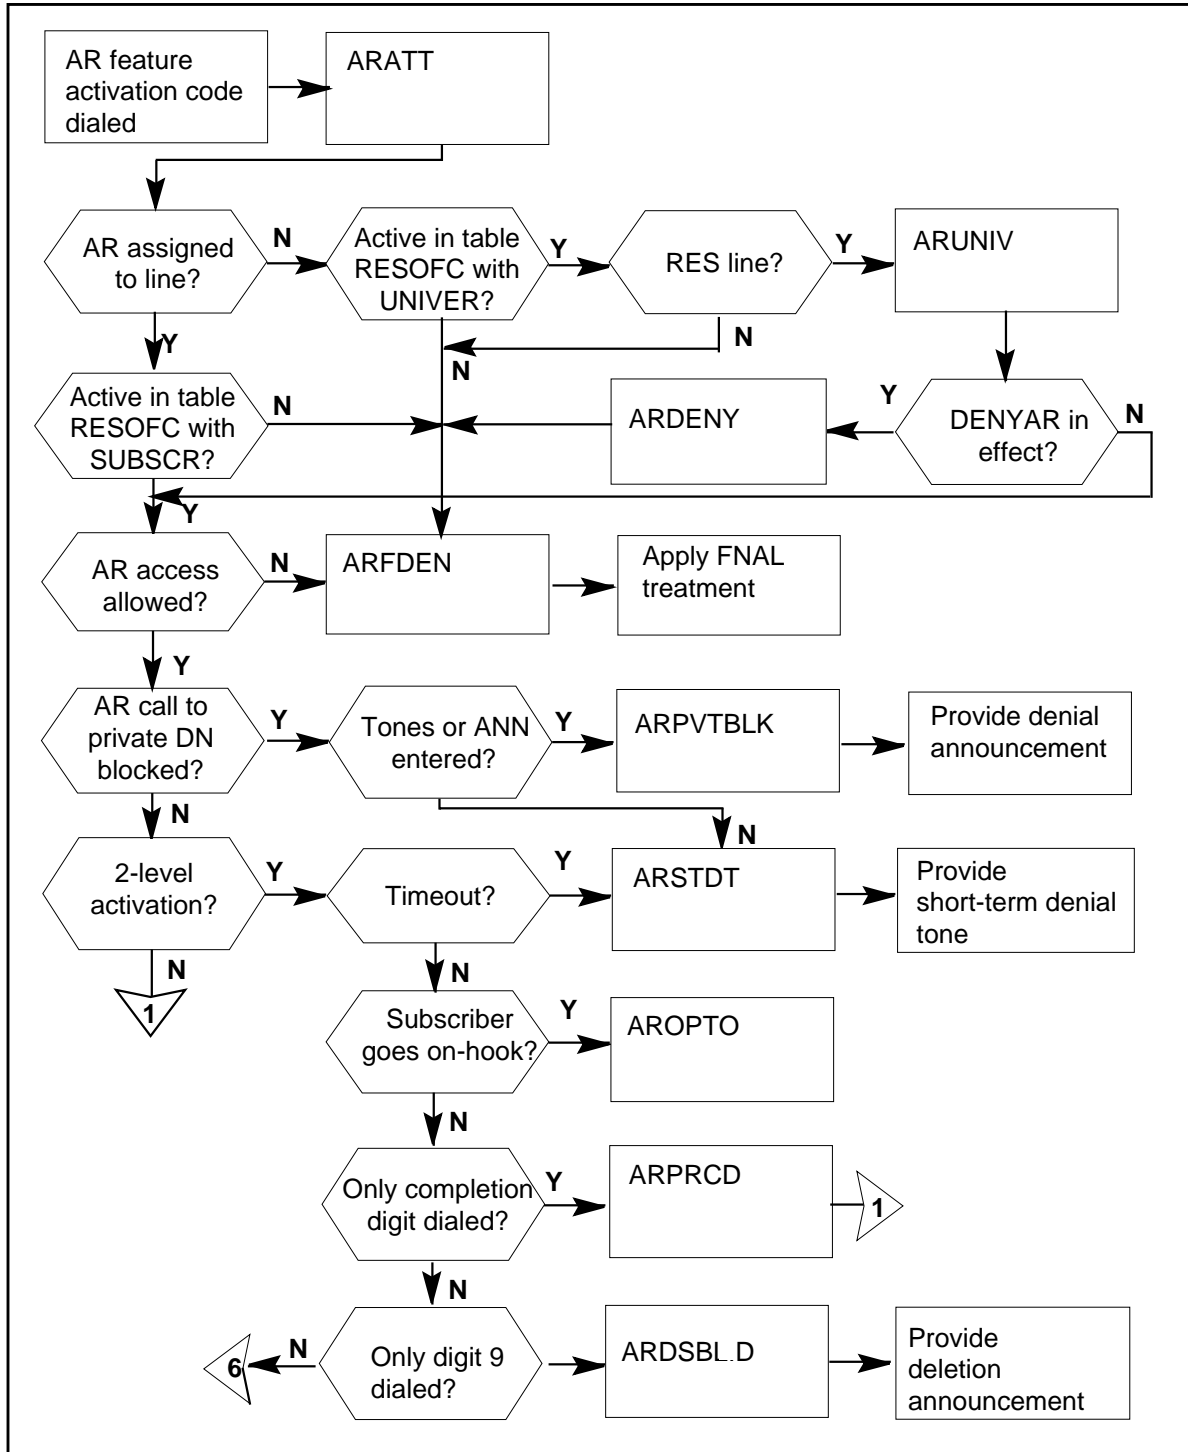 AR feature
activation code
dialed
ARATT
AR assigned
to line?
N
Active in table
RESOFC with
UNIVER?
Y
RES line?
Y
ARUNIV
Y
N
N
Active in table
RESOFC with
SUBSCR?
N
ARDENY
Y
DENYAR in
effect?
N
Y
AR access
allowed?
N
ARFDEN
Apply FNAL
treatment
Y
AR call to
private DN
blocked?
Y
Tones or ANN
entered?
Y
ARPVTBLK
Provide denial
announcement
N
N
2-level
activation?
Y
Timeout?
Y
ARSTDT
Provide
short-term denial
tone
N
1
N
Subscriber
goes on-hook?
Y
AROPTO
N
Only completion
digit dialed?
Y
ARPRCD
1
N
6
N
Only digit 9
dialed?
ARDSBL.D
Provide
deletion
announcement